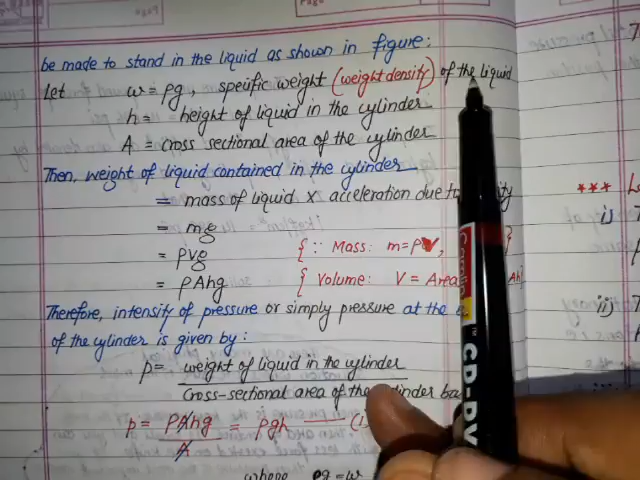 be made to stand in the liquid as shown in figure:
Let w = ρg, specific weight (weight density) of the liquid
h = height of liquid in the cylinder
A = cross sectional area of the cylinder
Then, weight of liquid contained in the cylinder
= mass of liquid × acceleration due to
= mg
= ρVg { ∵ Mass: m = ρV, }
= ρAhg { Volume: V = Area Ah}
Therefore, intensity of pressure or simply pressure at the
of the cylinder is given by:
p = weight of liquid in the cylinder
Cross-sectional area of the cylinder ba
p = ρAhg = ρgh
A
where ρg = w
*** 
i)
ii)
Camlin
CD-DV